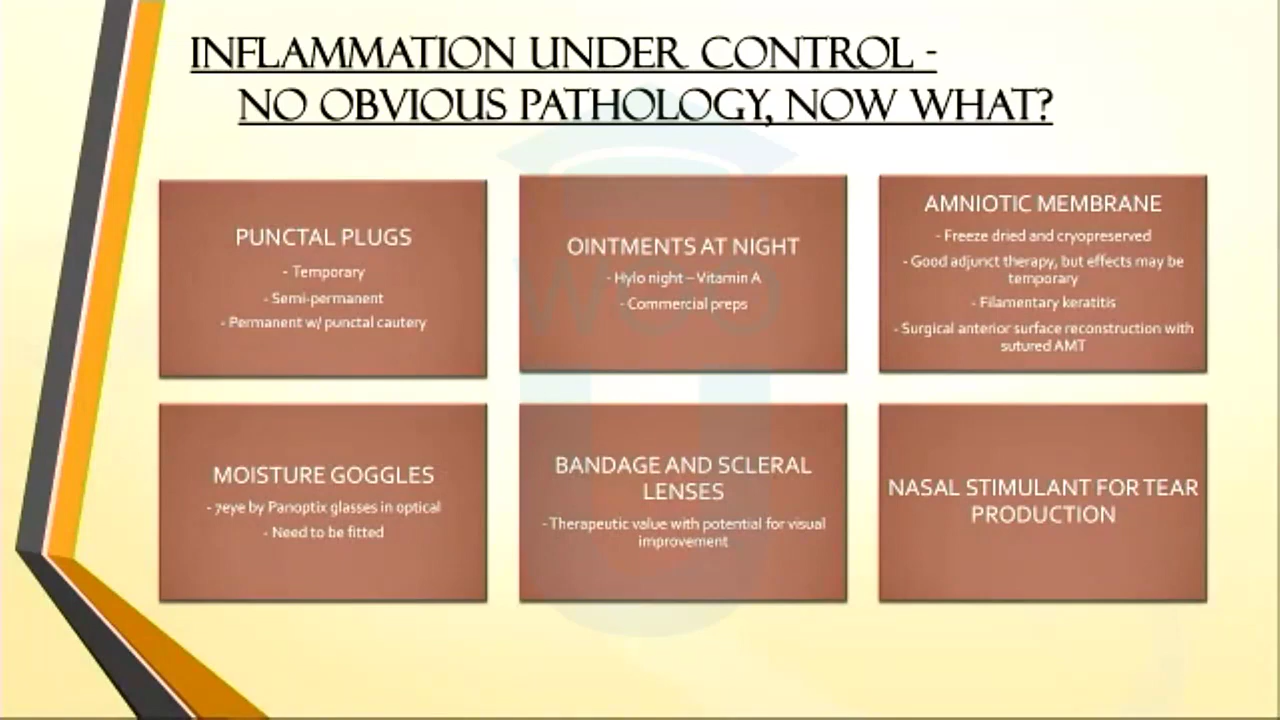 INFLAMMATION UNDER CONTROL -
NO OBVIOUS PATHOLOGY, NOW WHAT?
PUNCTAL PLUGS
- Temporary
- Semi-permanent
- Permanent w/ punctal cautery
OINTMENTS AT NIGHT
- Hylo night – Vitamin A
- Commercial preps
AMNIOTIC MEMBRANE
- Freeze dried and cryopreserved
- Good adjunct therapy, but effects may be
temporary
- Filamentary keratitis
- Surgical anterior surface reconstruction with
sutured AMT
MOISTURE GOGGLES
- 7eye by Panoptix glasses in optical
- Need to be fitted
BANDAGE AND SCLERAL
LENSES
- Therapeutic value with potential for visual
improvement
NASAL STIMULANT FOR TEAR
PRODUCTION